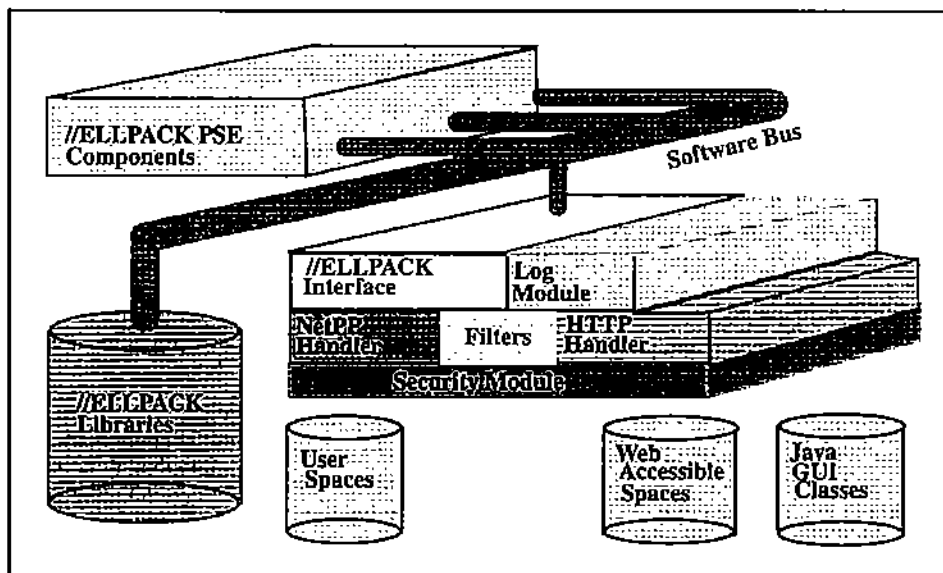 //ELLPACK PSE
Components
Software Bus
//ELLPACK
Interface
Log
Module
NetPP
Handler
Filters
HTTP
Handler
Security Module
//ELLPACK
Libraries
User
Spaces
Web
Accessible
Spaces
Java
GUI
Classes